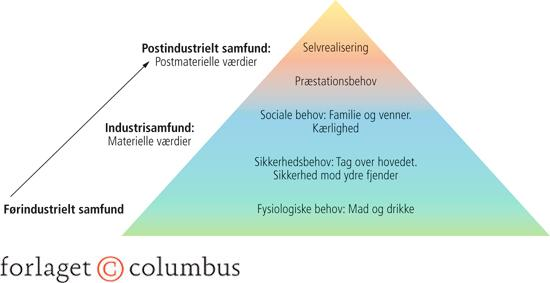 Postindustrielt samfund:
Postmaterielle værdier
Selvrealisering
Præstationsbehov
Industrisamfund:
Materielle værdier
Sociale behov: Familie og venner.
Kærlighed
Sikkerhedsbehov: Tag over hovedet.
Sikkerhed mod ydre fjender
Førindustrielt samfund
Fysiologiske behov: Mad og drikke
forlaget © columbus